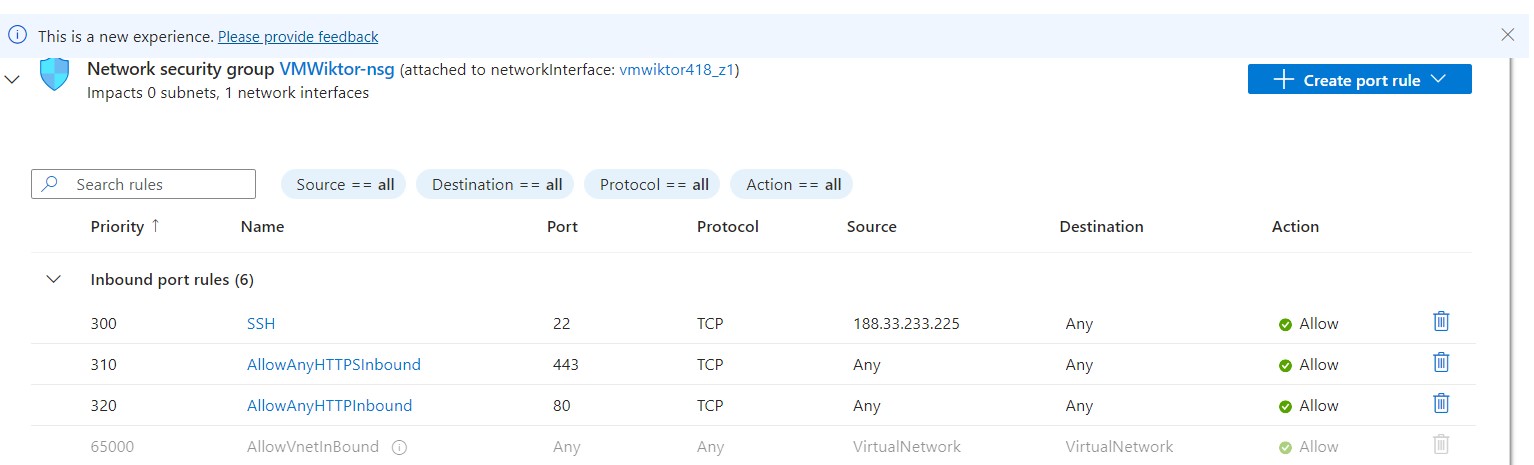 This is a new experience. Please provide feedback
Network security group VMWiktor-nsg (attached to networkInterface: vmwiktor418_z1)
Impacts 0 subnets, 1 network interfaces
Create port rule
Search rules
Source == all
Destination == all
Protocol == all
Action == all
Priority ↑ Name Port Protocol Source Destination Action
Inbound port rules (6)
300 SSH 22 TCP 188.33.233.225 Any Allow
310 AllowAnyHTTPSInbound 443 TCP Any Any Allow
320 AllowAnyHTTPInbound 80 TCP Any Any Allow
65000 AllowVnetInBound Any Any VirtualNetwork VirtualNetwork Allow